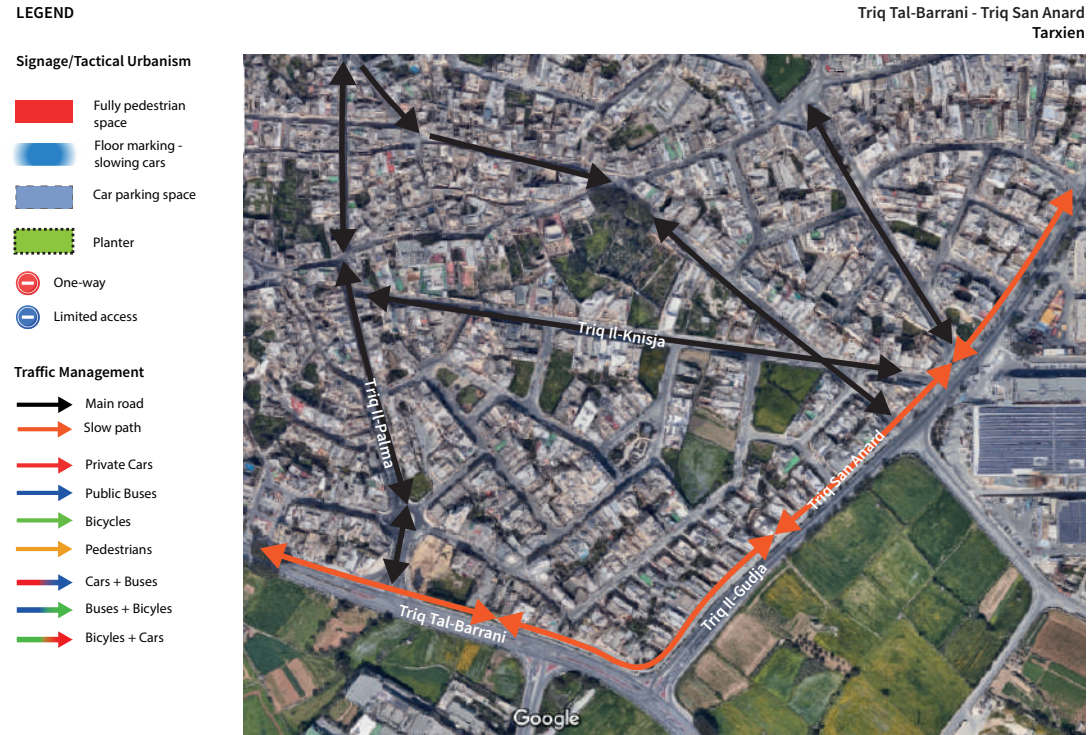 LEGEND
Triq Tal-Barrani - Triq San Anard
Tarxien
Signage/Tactical Urbanism
Fully pedestrian
space
Floor marking -
slowing cars
Car parking space
Planter
One-way
Limited access
Traffic Management
Main road
Slow path
Private Cars
Public Buses
Bicycles
Pedestrians
Cars + Buses
Buses + Bicyles
Bicyles + Cars
Triq Il-Knisja
Triq Il-Palma
Triq San Anard
Triq Il-Gudja
Triq Tal-Barrani
Google